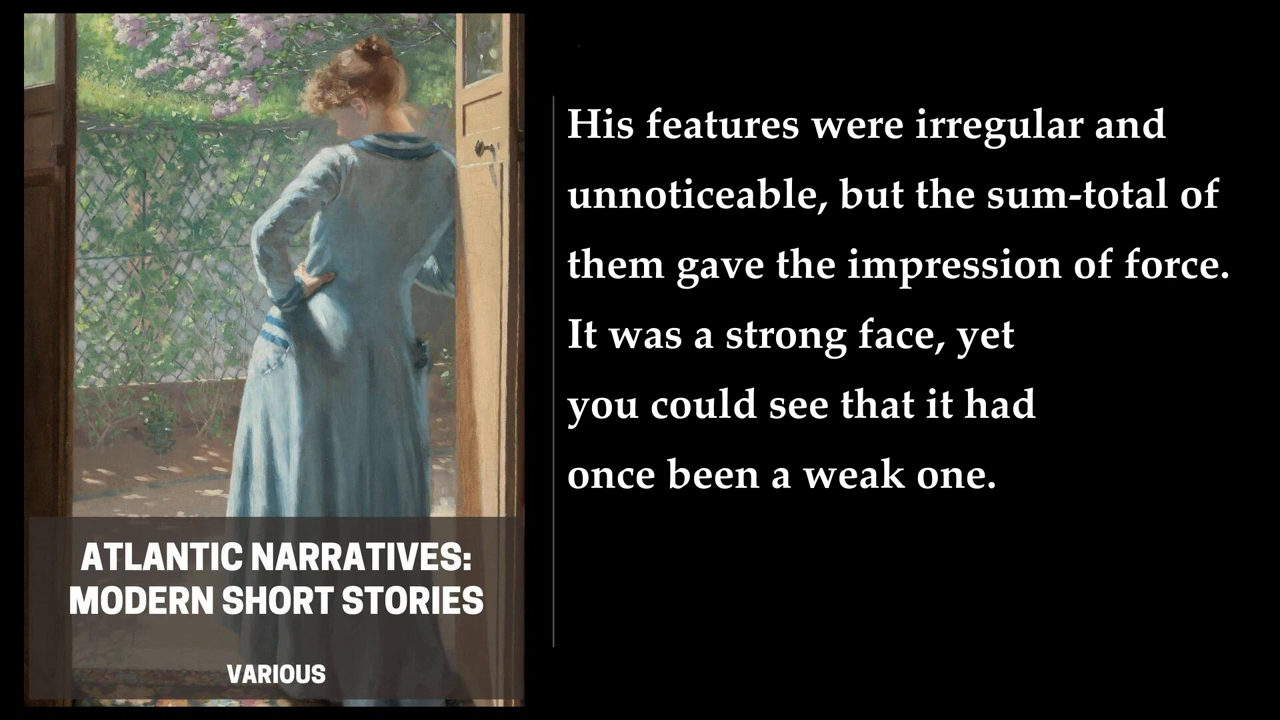 His features were irregular and
unnoticeable, but the sum-total of
them gave the impression of force.
It was a strong face, yet
you could see that it had
once been a weak one.
ATLANTIC NARRATIVES:
MODERN SHORT STORIES
VARIOUS